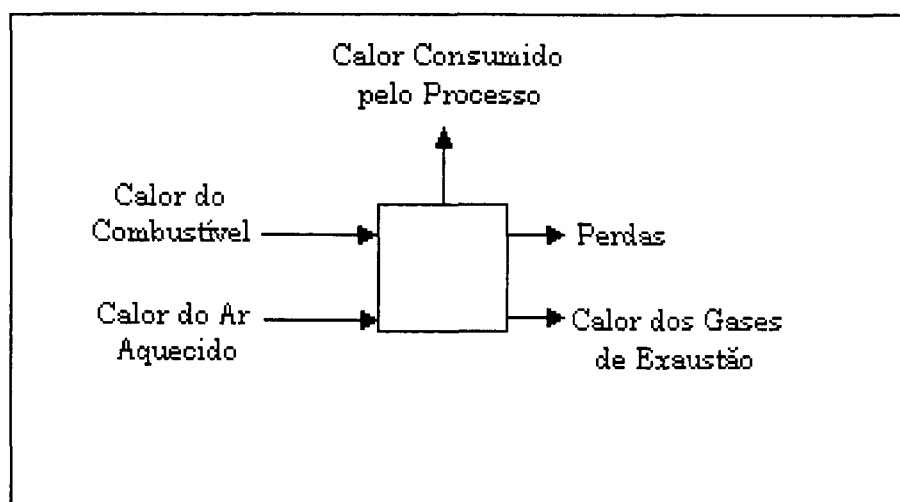 Calor Consumido
pelo Processo
Calor do
Combustível
Perdas
Calor do Ar
Aquecido
Calor dos Gases
de Exaustão